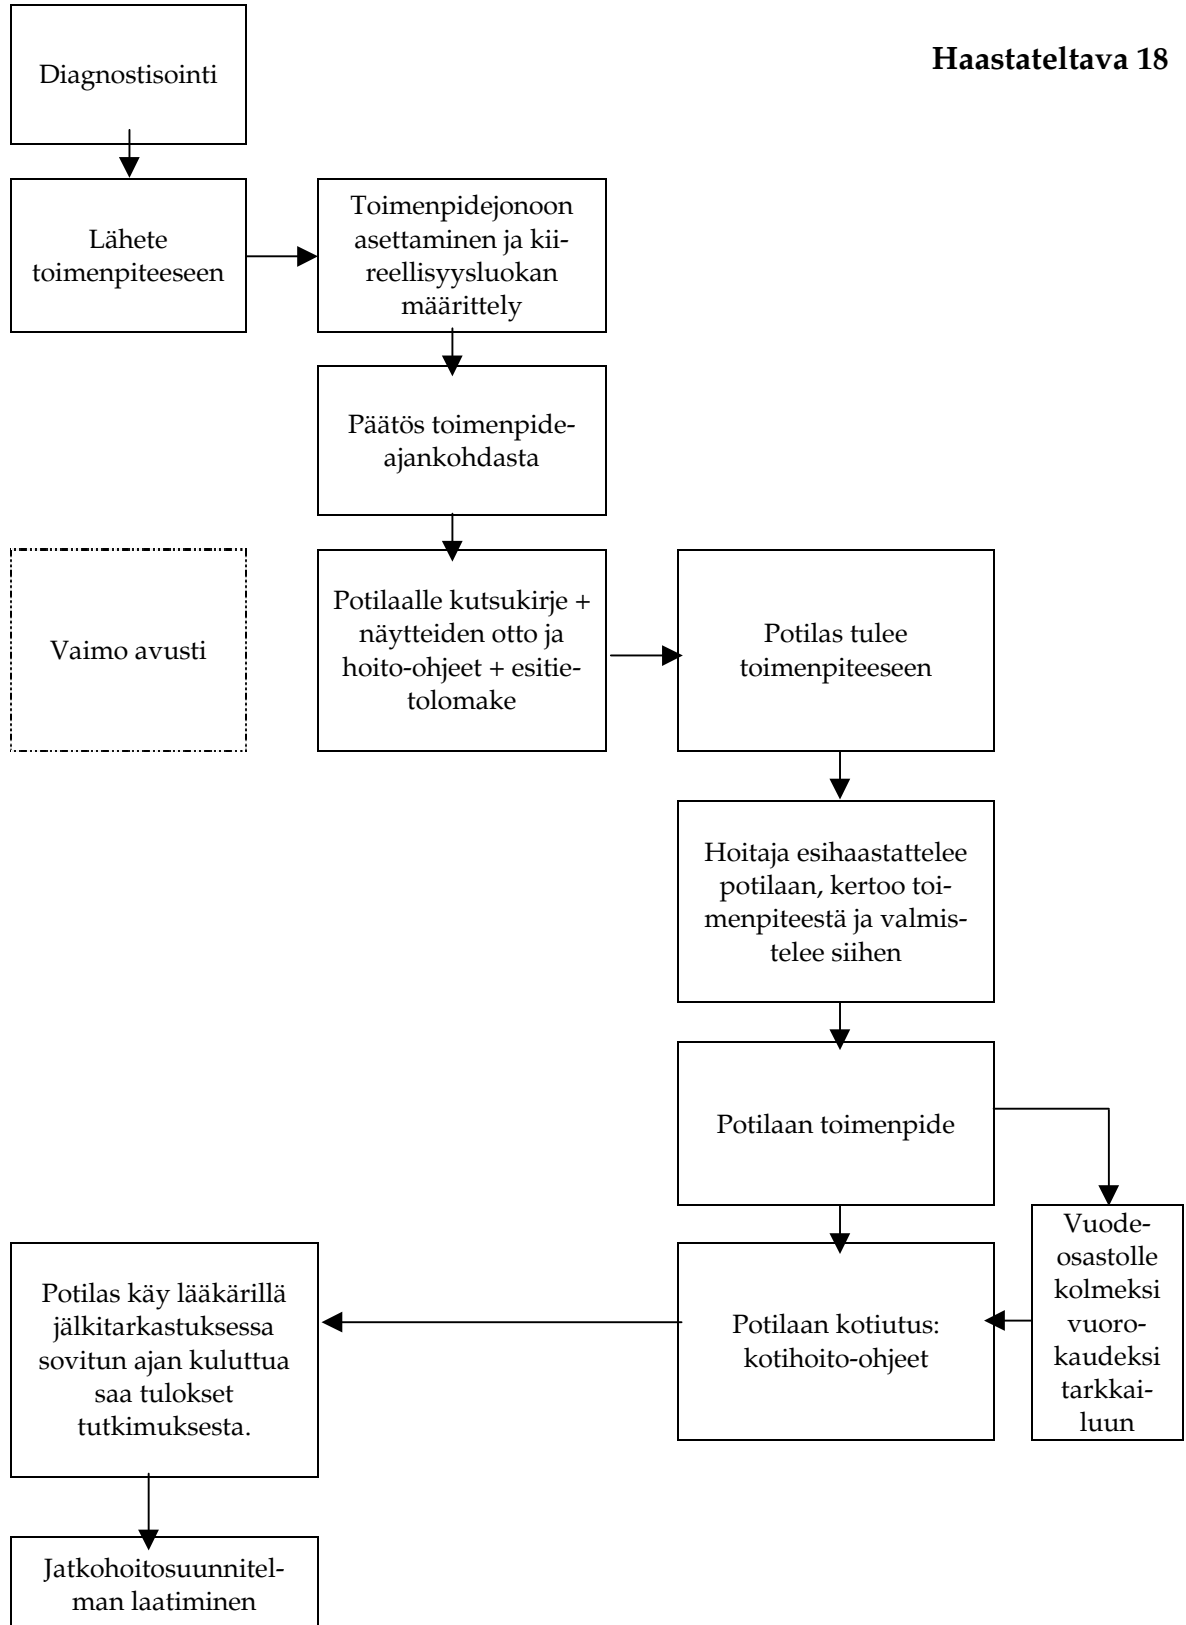 Haastateltava 18
Diagnostisointi
Lähete
toimenpiteeseen
Toimenpidejonoon
asettaminen ja kii-
reellisyysluokan
määrittely
Päätös toimenpide-
ajankohdasta
Vaimo avusti
Potilaalle kutsukirje +
näytteiden otto ja
hoito-ohjeet + esitie-
tolomake
Potilas tulee
toimenpiteeseen
Hoitaja esihaastattelee
potilaan, kertoo toi-
menpiteestä ja valmis-
telee siihen
Potilaan toimenpide
Vuode-
osastolle
kolmeksi
vuoro-
kaudeksi
tarkkai-
luun
Potilaan kotiutus:
kotihoito-ohjeet
Potilas käy lääkärillä
jälkitarkastuksessa
sovitun ajan kuluttua
saa tulokset
tutkimuksesta.
Jatkohoitosuunnitel-
man laatiminen